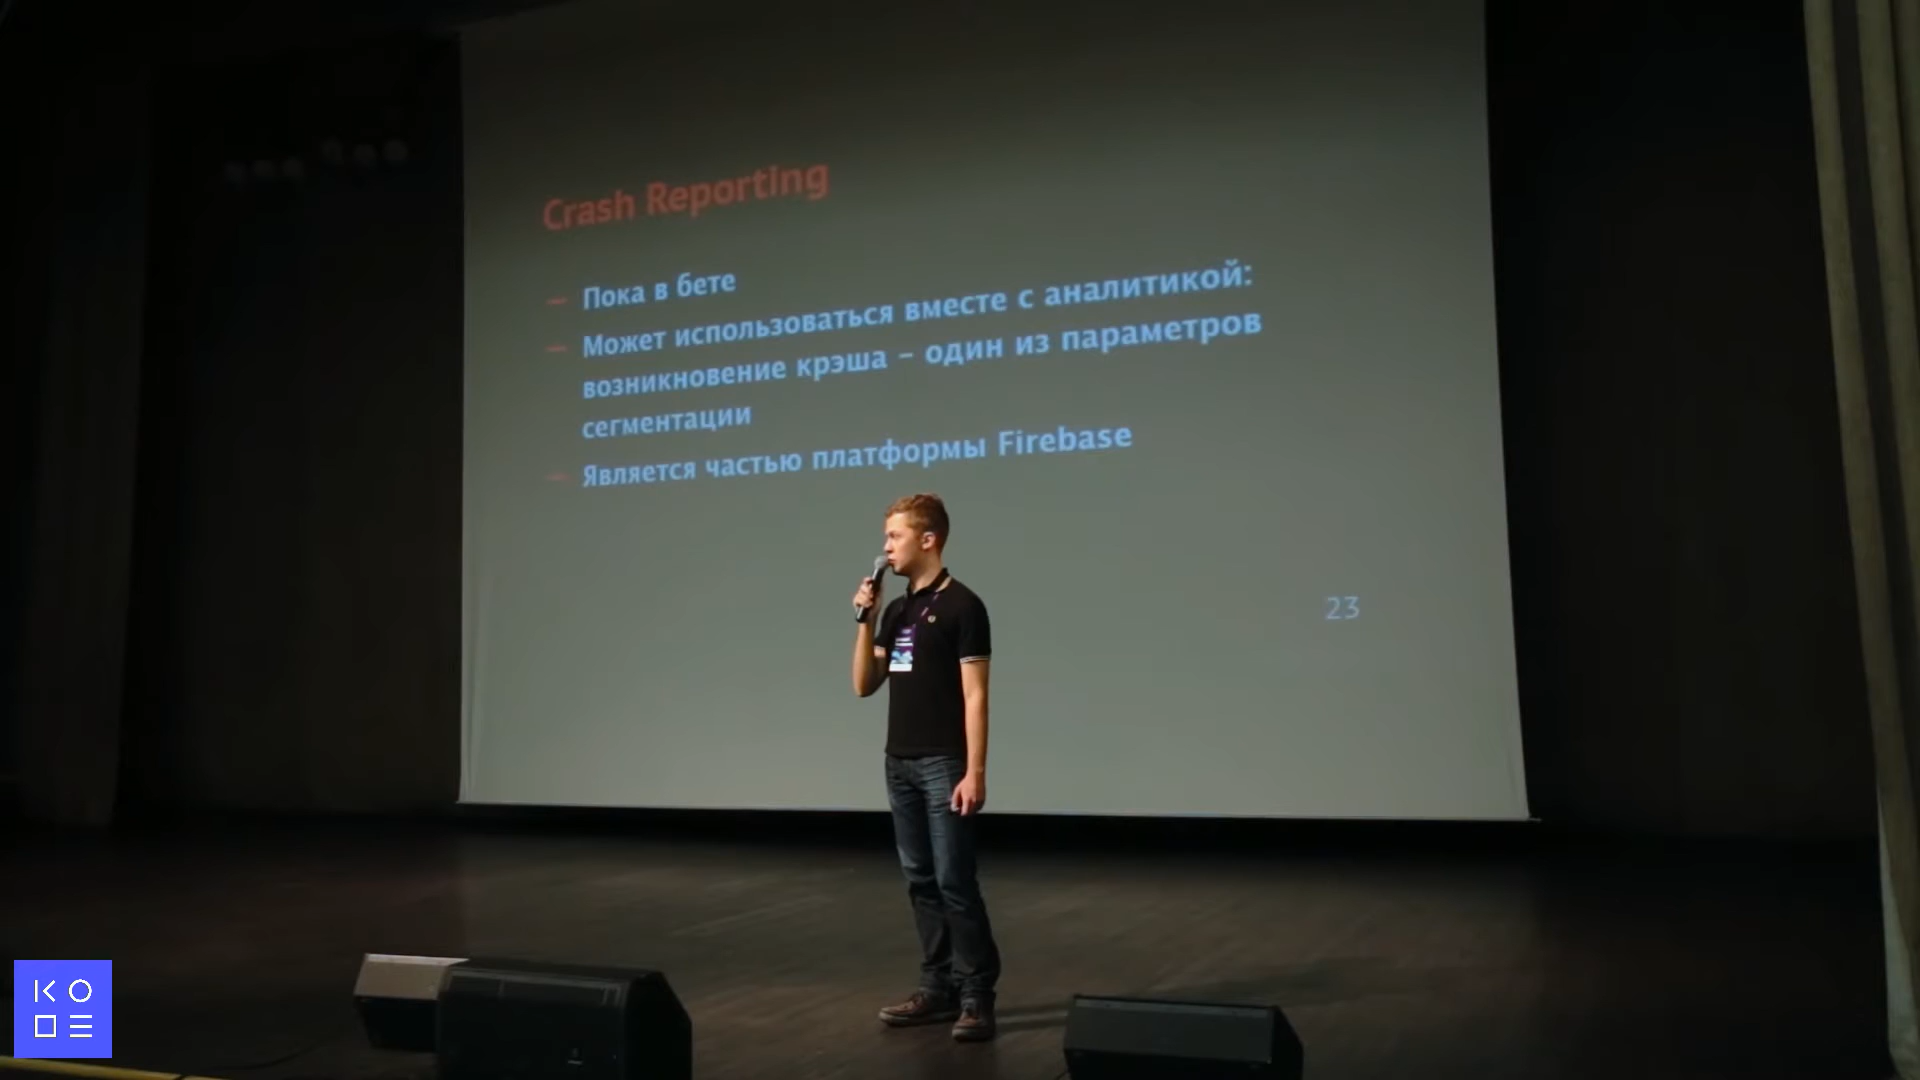 Crash Reporting
– Пока в бете
– Может использоваться вместе с аналитикой:
возникновение крэша – один из параметров
сегментации
– Является частью платформы Firebase
23
KO